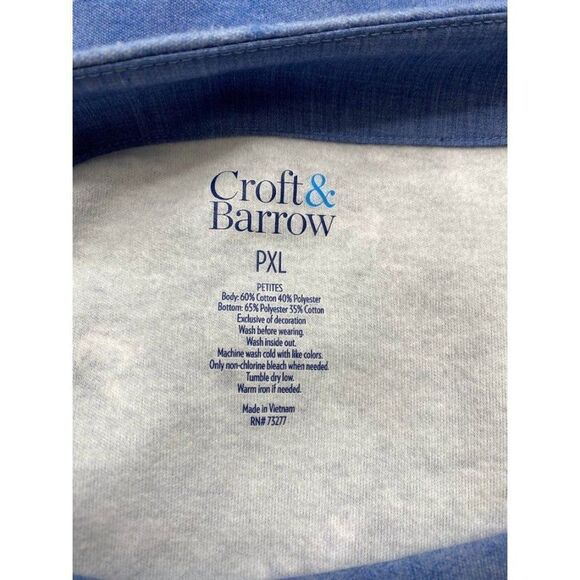 Croft&
Barrow
PXL
PETITES
Body: 60% Cotton 40% Polyester
Bottom: 65% Polyester 35% Cotton
Exclusive of decoration
Wash before wearing.
Wash inside out.
Machine wash cold with like colors.
Only non-chlorine bleach when needed.
Tumble dry low.
Warm iron if needed.
Made in Vietnam
RN# 73277